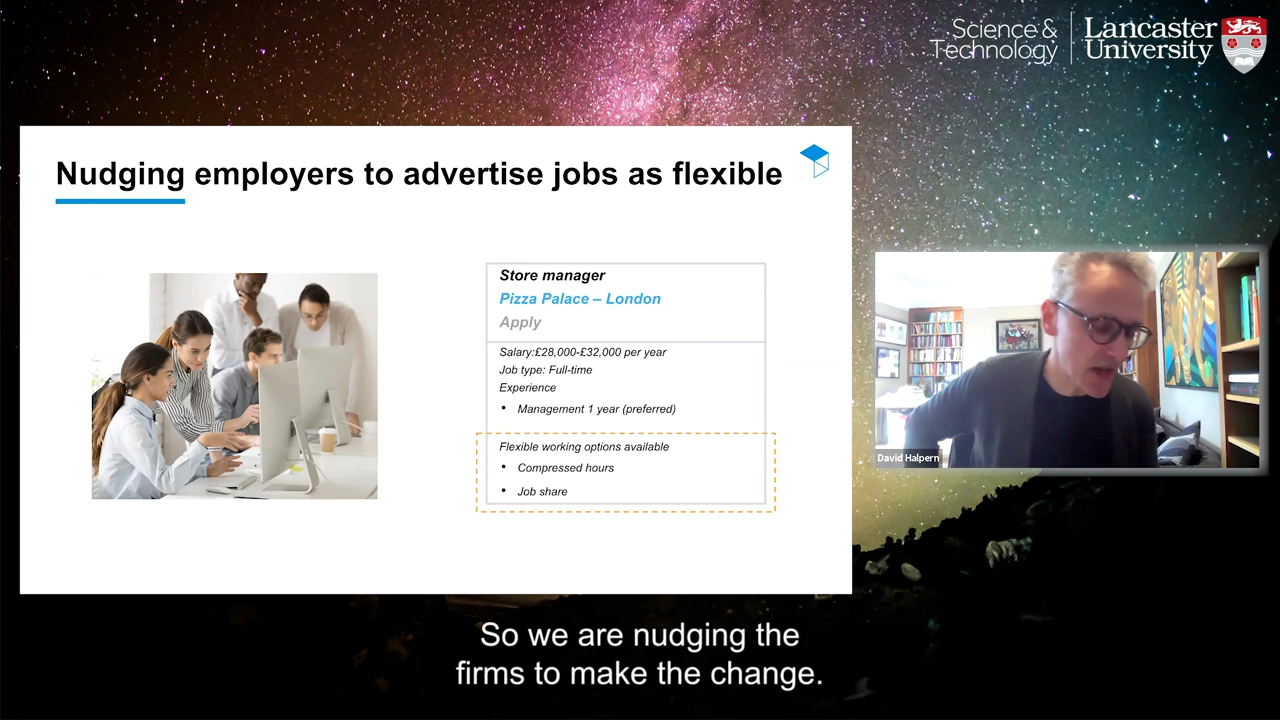 Science &
Technology
Lancaster
University
Nudging employers to advertise jobs as flexible
Store manager
Pizza Palace – London
Apply
Salary:£28,000-£32,000 per year
Job type: Full-time
Experience
• Management 1 year (preferred)
Flexible working options available
• Compressed hours
• Job share
David Halpern
So we are nudging the
firms to make the change.